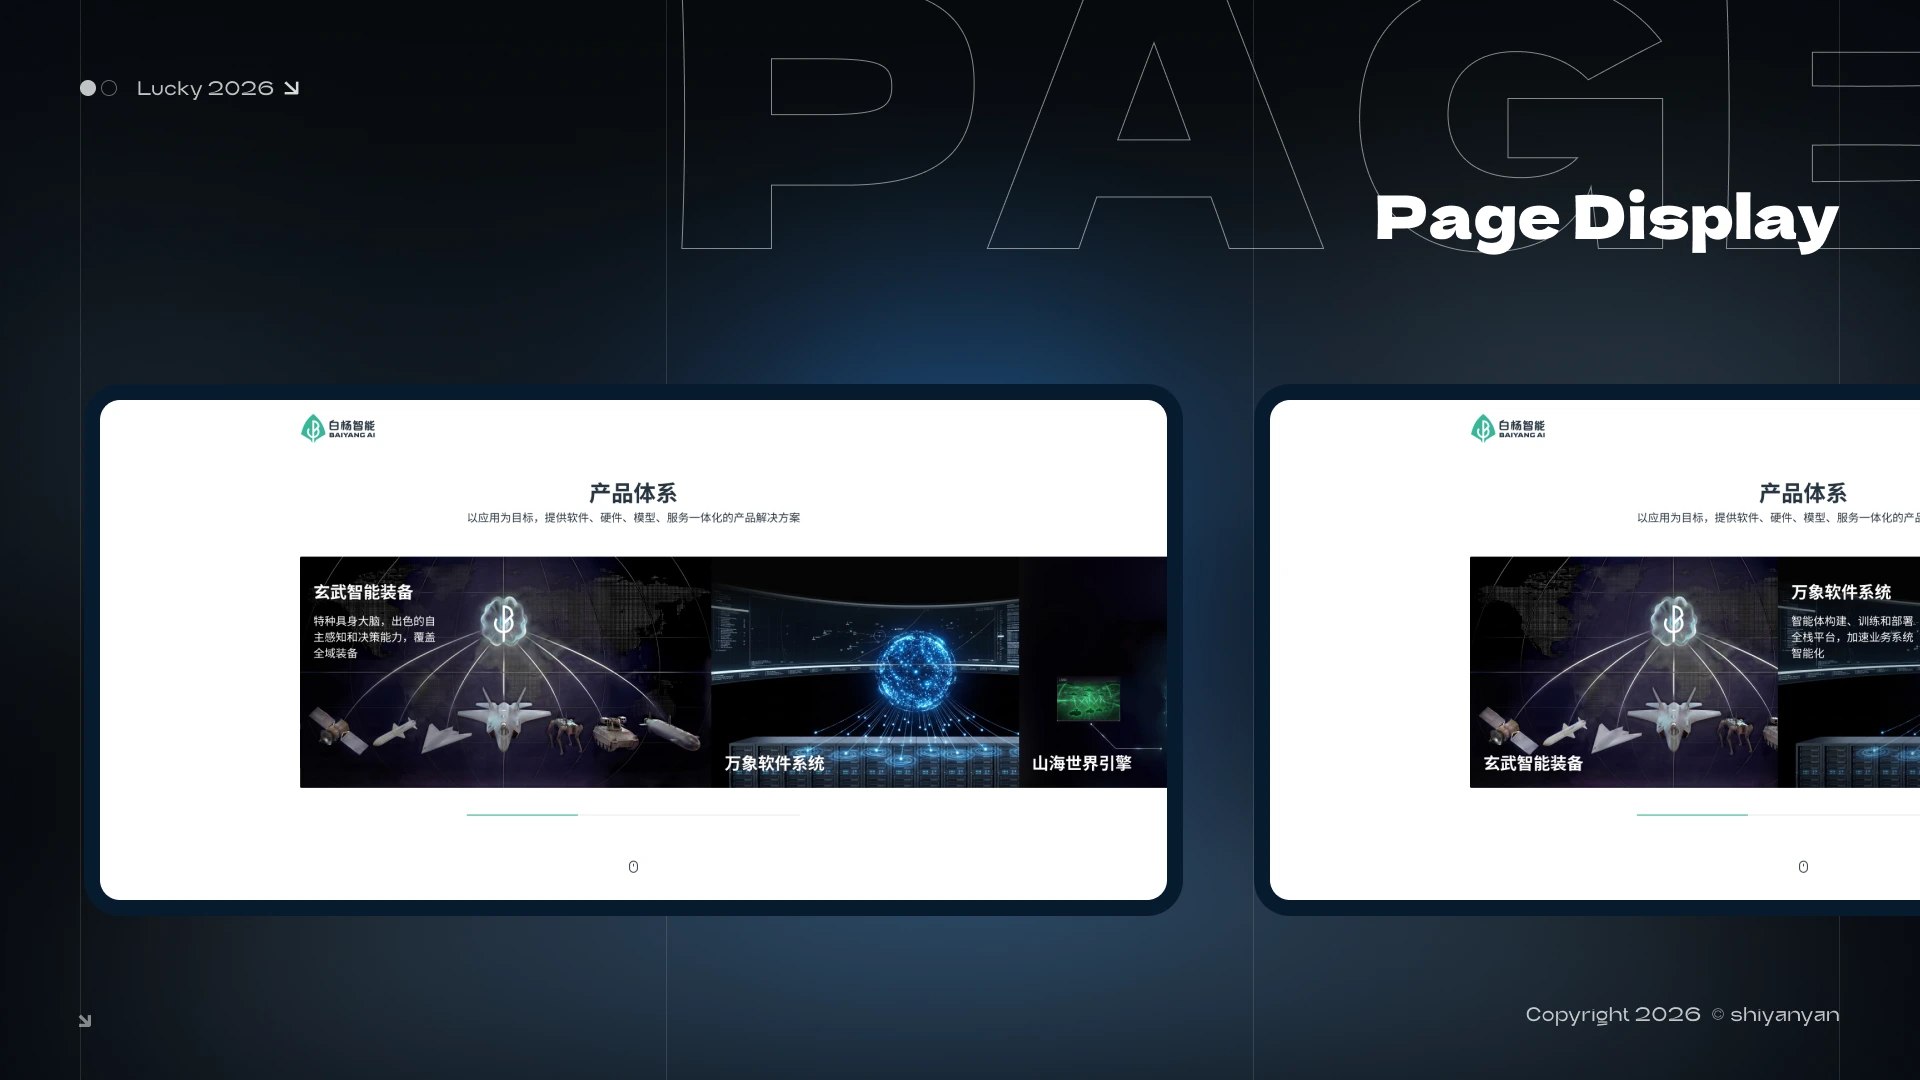 PAGE
Lucky 2026
Page Display
白杨智能
BAIYANG AI
产品体系
以应用为目标，提供软件、硬件、模型、服务一体化的产品解决方案
玄武智能装备
特种具身大脑，出色的自
主感知和决策能力，覆盖
全域装备
万象软件系统
山海世界引擎
白杨智能
BAIYANG AI
产品体系
以应用为目标，提供软件、硬件、模型、服务一体化的产
玄武智能装备
万象软件系统
智能体构建、训练和部署
全栈平台，加速业务系统
智能化
Copyright 2026 © shiyanyan